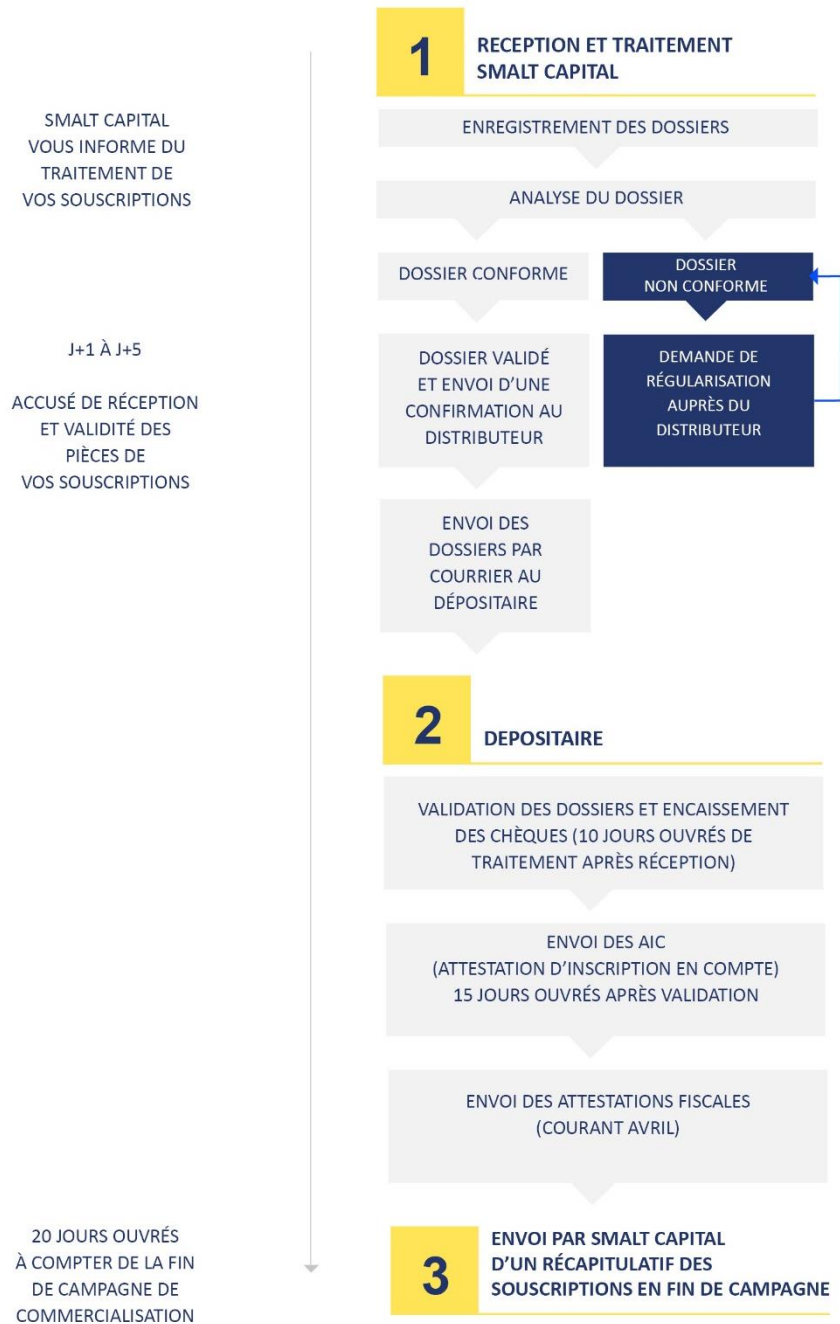 1
RECEPTION ET TRAITEMENT
SMALT CAPITAL
SMALT CAPITAL
VOUS INFORME DU
TRAITEMENT DE
VOS SOUSCRIPTIONS
ENREGISTREMENT DES DOSSIERS
ANALYSE DU DOSSIER
DOSSIER CONFORME
DOSSIER
NON CONFORME
J+1 À J+5
ACCUSÉ DE RÉCEPTION
ET VALIDITÉ DES
PIÈCES DE
VOS SOUSCRIPTIONS
DOSSIER VALIDÉ
ET ENVOI D'UNE
CONFIRMATION AU
DISTRIBUTEUR
DEMANDE DE
RÉGULARISATION
AUPRÈS DU
DISTRIBUTEUR
ENVOI DES
DOSSIERS PAR
COURRIER AU
DÉPOSITAIRE
2
DEPOSITAIRE
VALIDATION DES DOSSIERS ET ENCAISSEMENT
DES CHÈQUES (10 JOURS OUVRÉS DE
TRAITEMENT APRÈS RÉCEPTION)
ENVOI DES AIC
(ATTESTATION D'INSCRIPTION EN COMPTE)
15 JOURS OUVRÉS APRÈS VALIDATION
ENVOI DES ATTESTATIONS FISCALES
(COURANT AVRIL)
20 JOURS OUVRÉS
À COMPTER DE LA FIN
DE CAMPAGNE DE
COMMERCIALISATION
3
ENVOI PAR SMALT CAPITAL
D'UN RÉCAPITULATIF DES
SOUSCRIPTIONS EN FIN DE CAMPAGNE